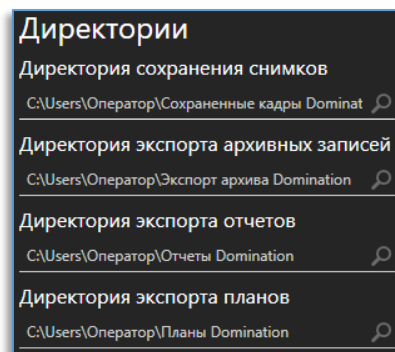 Директории
Директория сохранения снимков
C:\Users\Оператор\Сохраненные кадры Dominat
Директория экспорта архивных записей
C:\Users\Оператор\Экспорт архива Domination
Директория экспорта отчетов
C:\Users\Оператор\Отчеты Domination
Директория экспорта планов
C:\Users\Оператор\Планы Domination